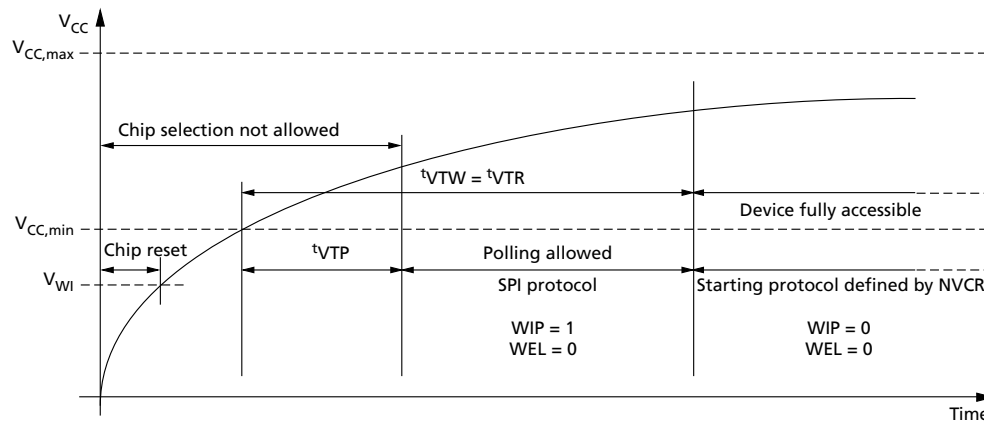 VCC
VCC,max
Chip selection not allowed
tVTW = tVTR
Device fully accessible
VCC,min
Chip reset
tVTP
Polling allowed
VWI
SPI protocol
Starting protocol defined by NVCR
WIP = 1
WEL = 0
WIP = 0
WEL = 0
Time